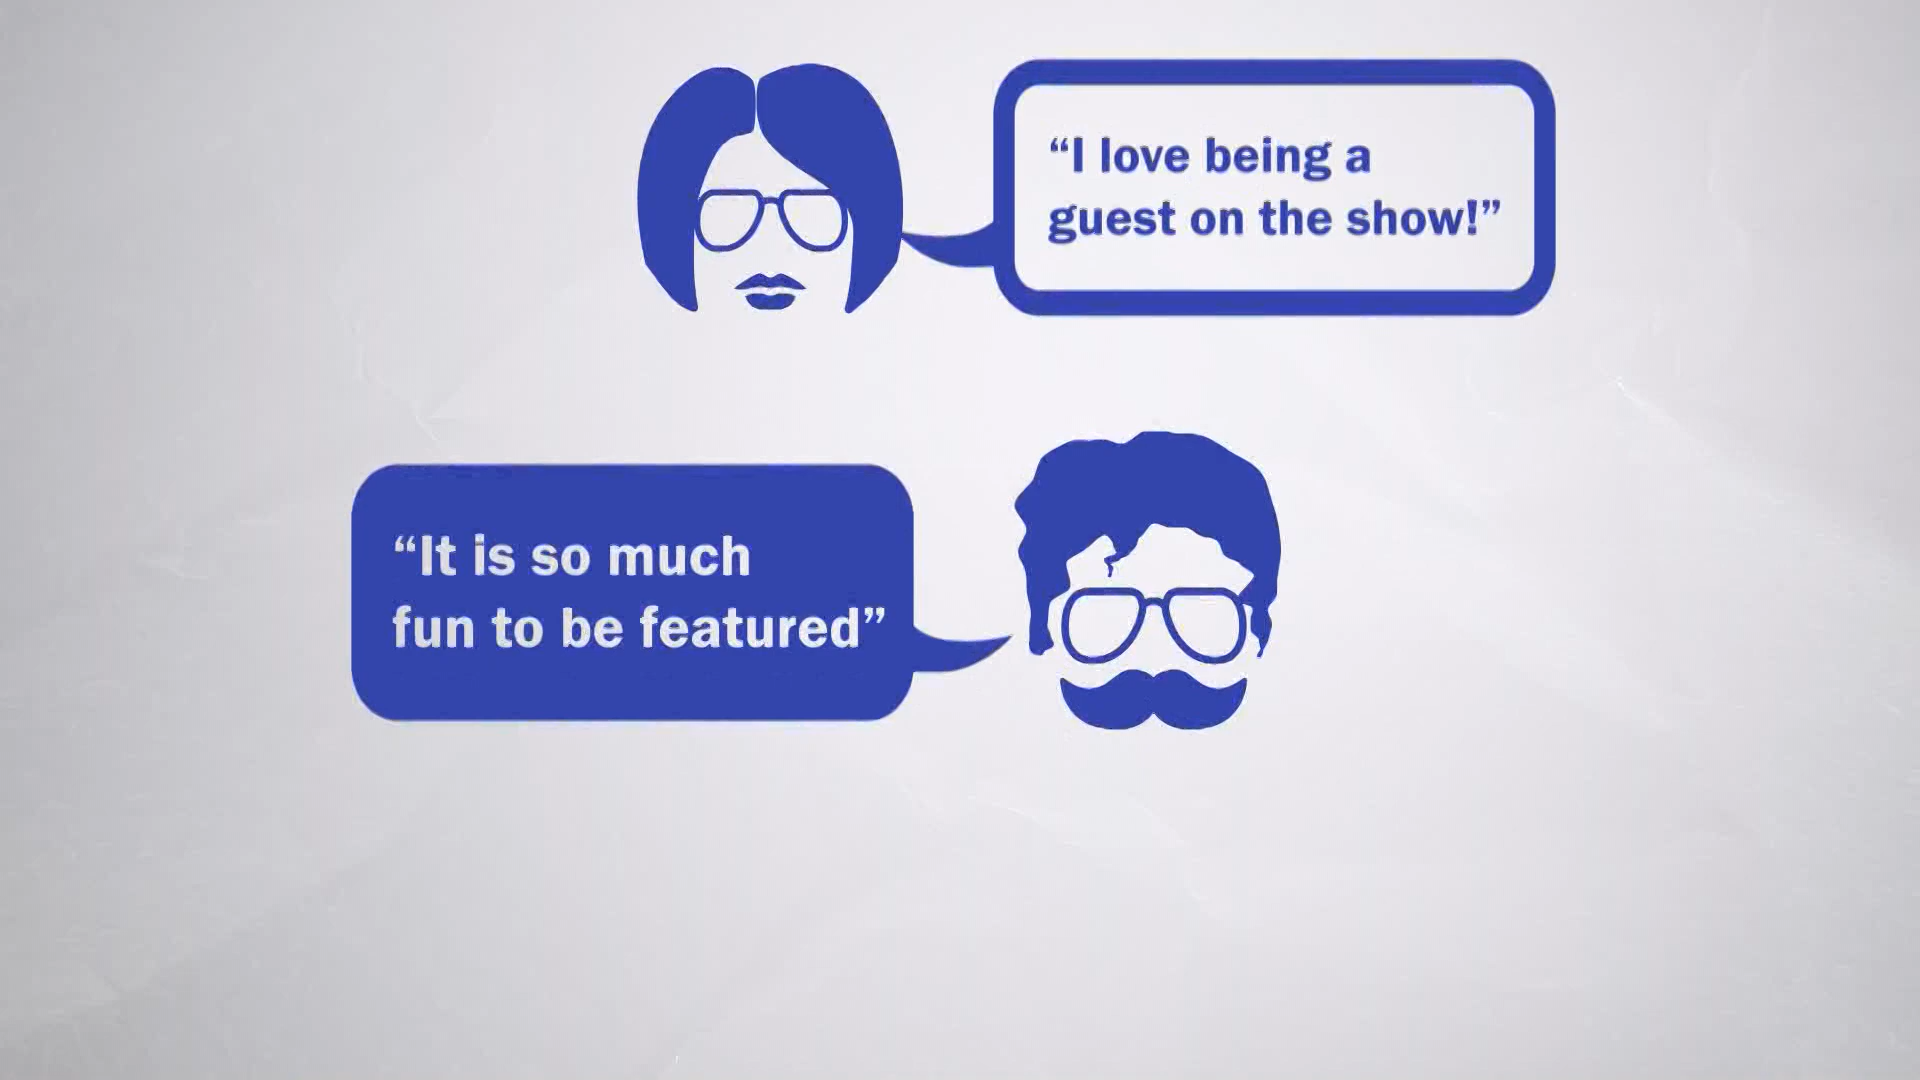 “I love being a
guest on the show!”
“It is so much
fun to be featured”